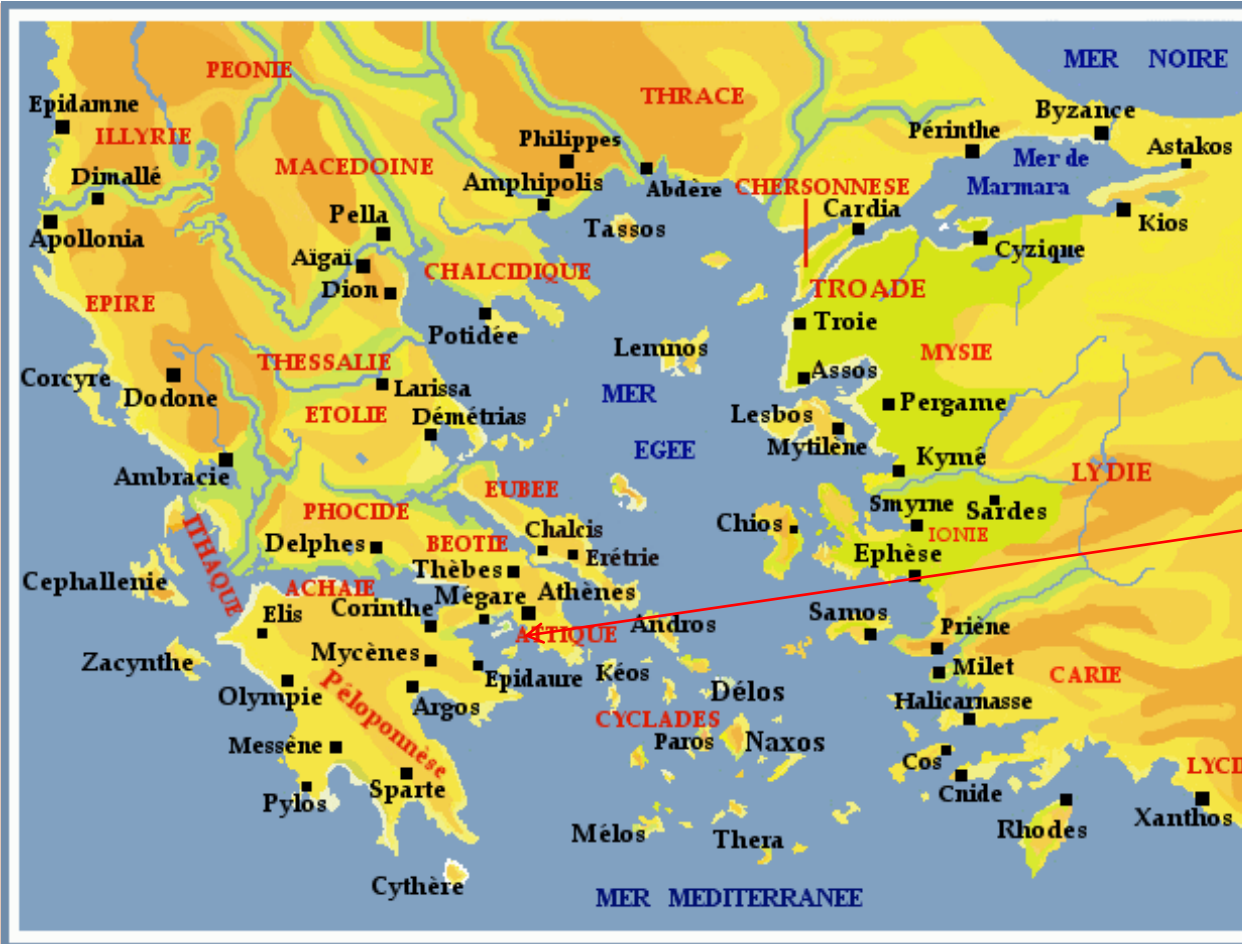 MER NOIRE
PEONIE
THRACE
Epidamne
Byzance
ILLYRIE
Philippes
Périnthe
Astakos
MACEDOINE
Mer de
Marmara
Dimallé
Amphipolis
Abdère
CHERSONNESE
Pella
Tassos
Cardia
Kios
Apollonia
Cyzique
Aïgaï
CHALCIDIQUE
Dion
TROADE
EPIRE
Potidée
Troie
Lemnos
MYSIE
THESSALIE
Corcyre
Dodone
Larissa
Assos
MER
EGEE
Pergame
ETOLIE
Démétrias
Lesbos
Mytilène
Ambracie
Kymê
LYDIE
EUBEE
Smyrne
Sardes
PHOCIDE
ITHAQUE
Chios
IONIE
Delphes
BEOTIE
Chalcis
Erétrie
Ephèse
Thèbes
Cephallenie
ACHAIE
Mégare
Athènes
Corinthe
Elis
Samos
ATTIQUE
Andros
Priéne
Mycènes
Zacynthe
Epidaure
Kéos
Milet
CARIE
Olympie
Péloponnèse
Argos
Délos
Halicarnasse
CYCLADES
Messène
Paros
Naxos
Cos
LYCI
Pylos
Sparte
Cnide
Xanthos
Rhodes
Mélos
Thera
Cythère
MER MEDITERRANEE